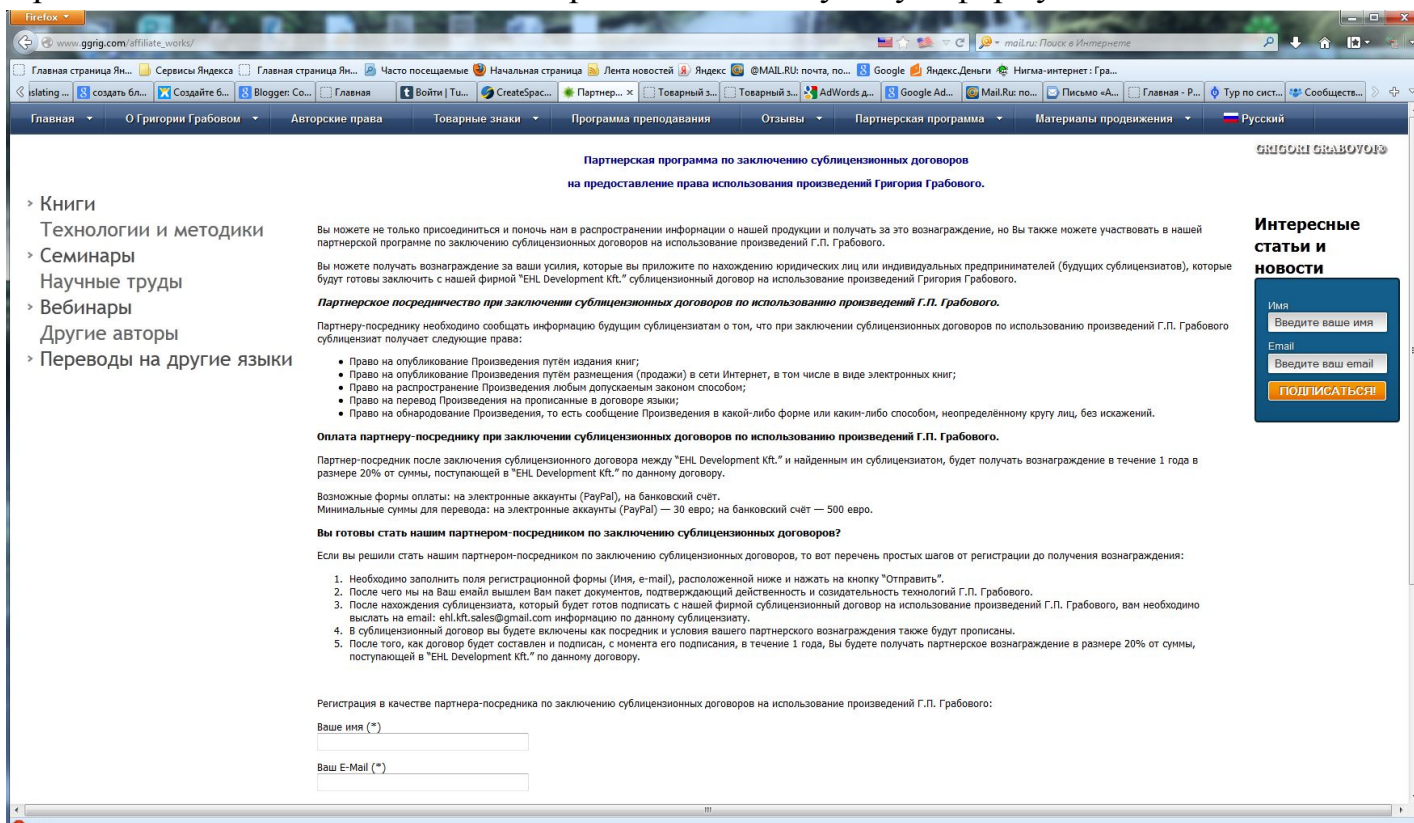 Firefox
www.ggrig.com/affiliate_works/
mail.ru: Поиск в Интернете
Главная страница Ян...
Сервисы Яндекса
Главная страница Ян...
Часто посещаемые
Начальная страница
Лента новостей
Яндекс
@MAIL.RU: почта, по...
Google
Яндекс.Деньги
Нигма-интернет : Гра...
islating ...
создать бл...
Создайте б...
Blogger: Co...
Главная
Войти | Tu...
CreateSpac...
Партнер... ×
Товарный з...
Товарный з...
AdWords д...
Google Ad...
Mail.Ru: по...
Письмо «А...
Главная - Р...
Тур по сист...
Сообществ...
Главная
О Григории Грабовом
Авторские права
Товарные знаки
Программа преподавания
Отзывы
Партнерская программа
Материалы продвижения
Русский
GRIGORI GRABOVOI®
Партнерская программа по заключению сублицензионных договоров
на предоставление права использования произведений Григория Грабового.
Книги
Технологии и методики
Семинары
Научные труды
Вебинары
Другие авторы
Переводы на другие языки
Вы можете не только присоединиться и помочь нам в распространении информации о нашей продукции и получать за это вознаграждение, но Вы также можете участвовать в нашей
партнерской программе по заключению сублицензионных договоров на использование произведений Г.П. Грабового.
Вы можете получать вознаграждение за ваши усилия, которые вы приложите по нахождению юридических лиц или индивидуальных предпринимателей (будущих сублицензиатов), которые
будут готовы заключить с нашей фирмой "EHL Development Kft." сублицензионный договор на использование произведений Григория Грабового.
Партнерское посредничество при заключении сублицензионных договоров по использованию произведений Г.П. Грабового.
Партнеру-посреднику необходимо сообщать информацию будущим сублицензиатам о том, что при заключении сублицензионных договоров по использованию произведений Г.П. Грабового
сублицензиат получает следующие права:
• Право на опубликование Произведения путём издания книг;
• Право на опубликование Произведения путём размещения (продажи) в сети Интернет, в том числе в виде электронных книг;
• Право на распространение Произведения любым допускаемым законом способом;
• Право на перевод Произведения на прописанные в договоре языки;
• Право на обнародование Произведения, то есть сообщение Произведения в какой-либо форме или каким-либо способом, неопределённому кругу лиц, без искажений.
Оплата партнеру-посреднику при заключении сублицензионных договоров по использованию произведений Г.П. Грабового.
Партнер-посредник после заключения сублицензионного договора между "EHL Development Kft." и найденным им сублицензиатом, будет получать вознаграждение в течение 1 года в
размере 20% от суммы, поступающей в "EHL Development Kft." по данному договору.
Возможные формы оплаты: на электронные аккаунты (PayPal), на банковский счёт.
Минимальные суммы для перевода: на электронные аккаунты (PayPal) — 30 евро; на банковский счёт — 500 евро.
Вы готовы стать нашим партнером-посредником по заключению сублицензионных договоров?
Если вы решили стать нашим партнером-посредником по заключению сублицензионных договоров, то вот перечень простых шагов от регистрации до получения вознаграждения:
1. Необходимо заполнить поля регистрационной формы (Имя, e-mail), расположенной ниже и нажать на кнопку "Отправить".
2. После чего мы на Ваш емайл вышлем Вам пакет документов, подтверждающий действенность и созидательность технологий Г.П. Грабового.
3. После нахождения сублицензиата, который будет готов подписать с нашей фирмой сублицензионный договор на использование произведений Г.П. Грабового, вам необходимо
выслать на email: ehl.kft.sales@gmail.com информацию по данному сублицензиату.
4. В сублицензионный договор вы будете включены как посредник и условия вашего партнерского вознаграждения также будут прописаны.
5. После того, как договор будет составлен и подписан, с момента его подписания, в течение 1 года, Вы будете получать партнерское вознаграждение в размере 20% от суммы,
поступающей в "EHL Development Kft." по данному договору.
Регистрация в качестве партнера-посредника по заключению сублицензионных договоров на использование произведений Г.П. Грабового:
Ваше имя (*)
Ваш E-Mail (*)
Интересные
статьи и
новости
Имя
Введите ваше имя
Email
Введите ваш email
ПОДПИСАТЬСЯ!